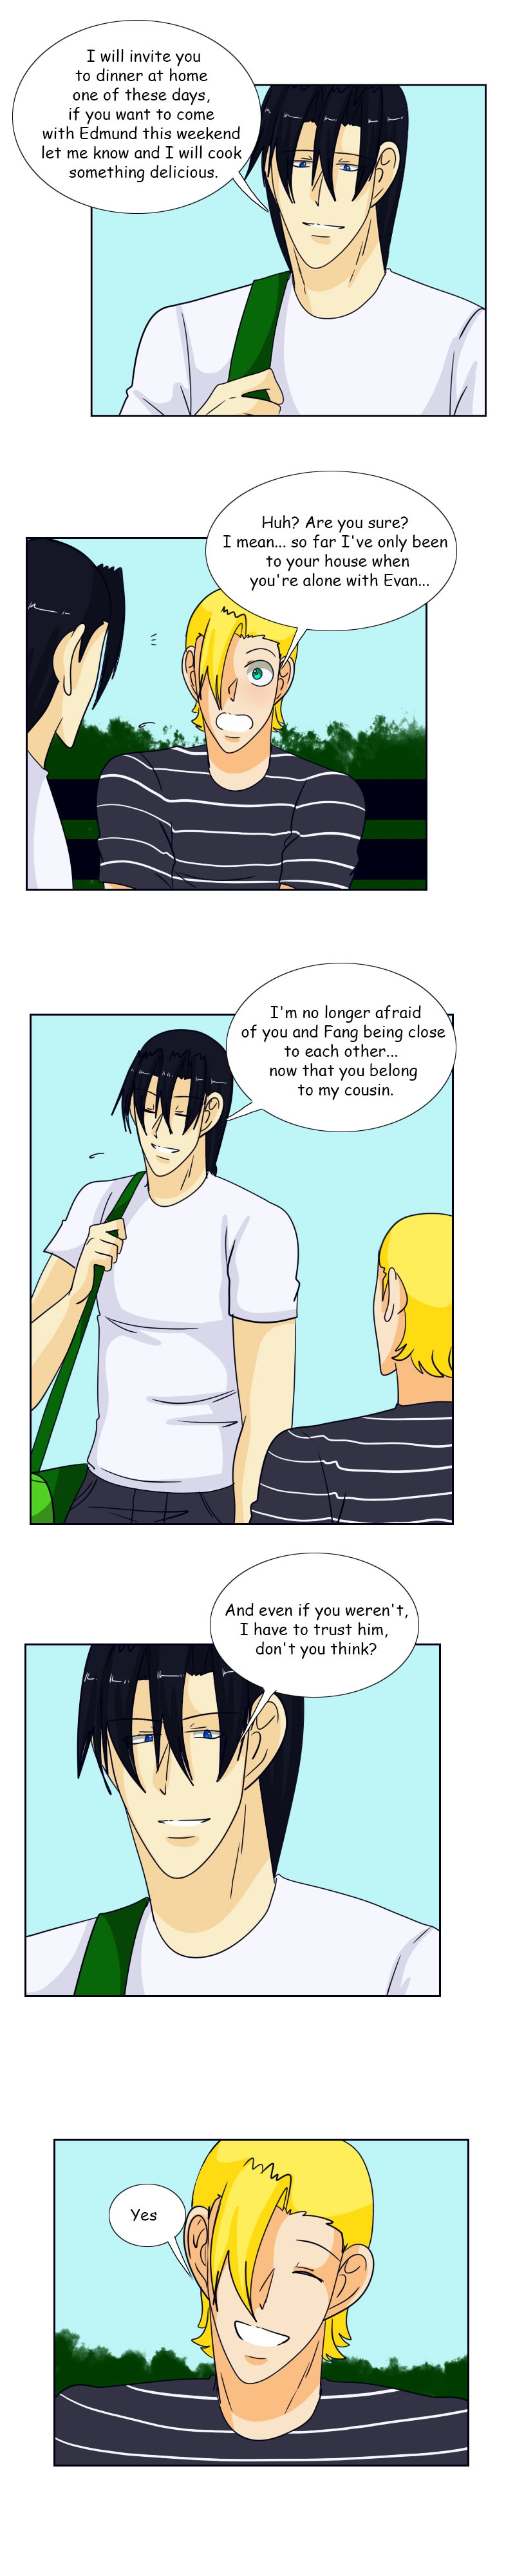 I will invite you
to dinner at home
one of these days,
if you want to come
with Edmund this weekend
let me know and I will cook
something delicious.
Huh? Are you sure?
I mean... so far I've only been
to your house when
you're alone with Evan...
I'm no longer afraid
of you and Fang being close
to each other...
now that you belong
to my cousin.
And even if you weren't,
I have to trust him,
don't you think?
Yes